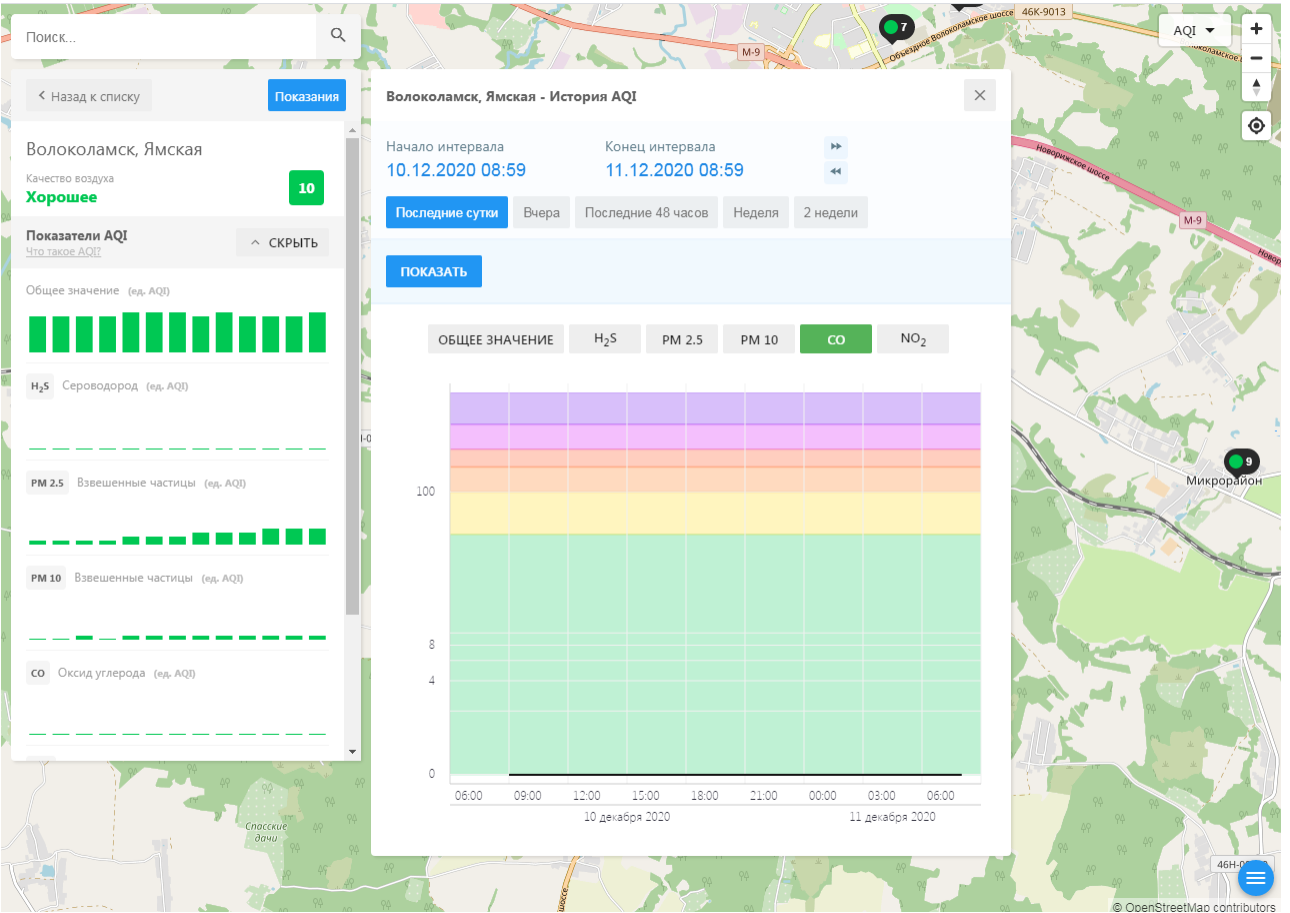 Поиск...
Назад к списку
Показания
Волоколамск, Ямская
Качество воздуха
Хорошее
10
Показатели AQI
Что такое AQI?
СКРЫТЬ
Общее значение (ед. AQI)
H₂S Сероводород (ед. AQI)
PM 2.5 Взвешенные частицы (ед. AQI)
PM 10 Взвешенные частицы (ед. AQI)
CO Оксид углерода (ед. AQI)
Волоколамск, Ямская - История AQI
Начало интервала
10.12.2020 08:59
Конец интервала
11.12.2020 08:59
Последние сутки
Вчера
Последние 48 часов
Неделя
2 недели
ПОКАЗАТЬ
ОБЩЕЕ ЗНАЧЕНИЕ
H₂S
PM 2.5
PM 10
CO
NO₂
100
8
4
0
06:00 09:00 12:00 15:00 18:00 21:00 00:00 03:00 06:00
10 декабря 2020 11 декабря 2020
7
46К-9013
М-9
Объездное Волоколамское шоссе
AQI
Новорижское шоссе
М-9
9
Микрорайон
Спасские
дачи
шоссе
© OpenStreetMap contributors